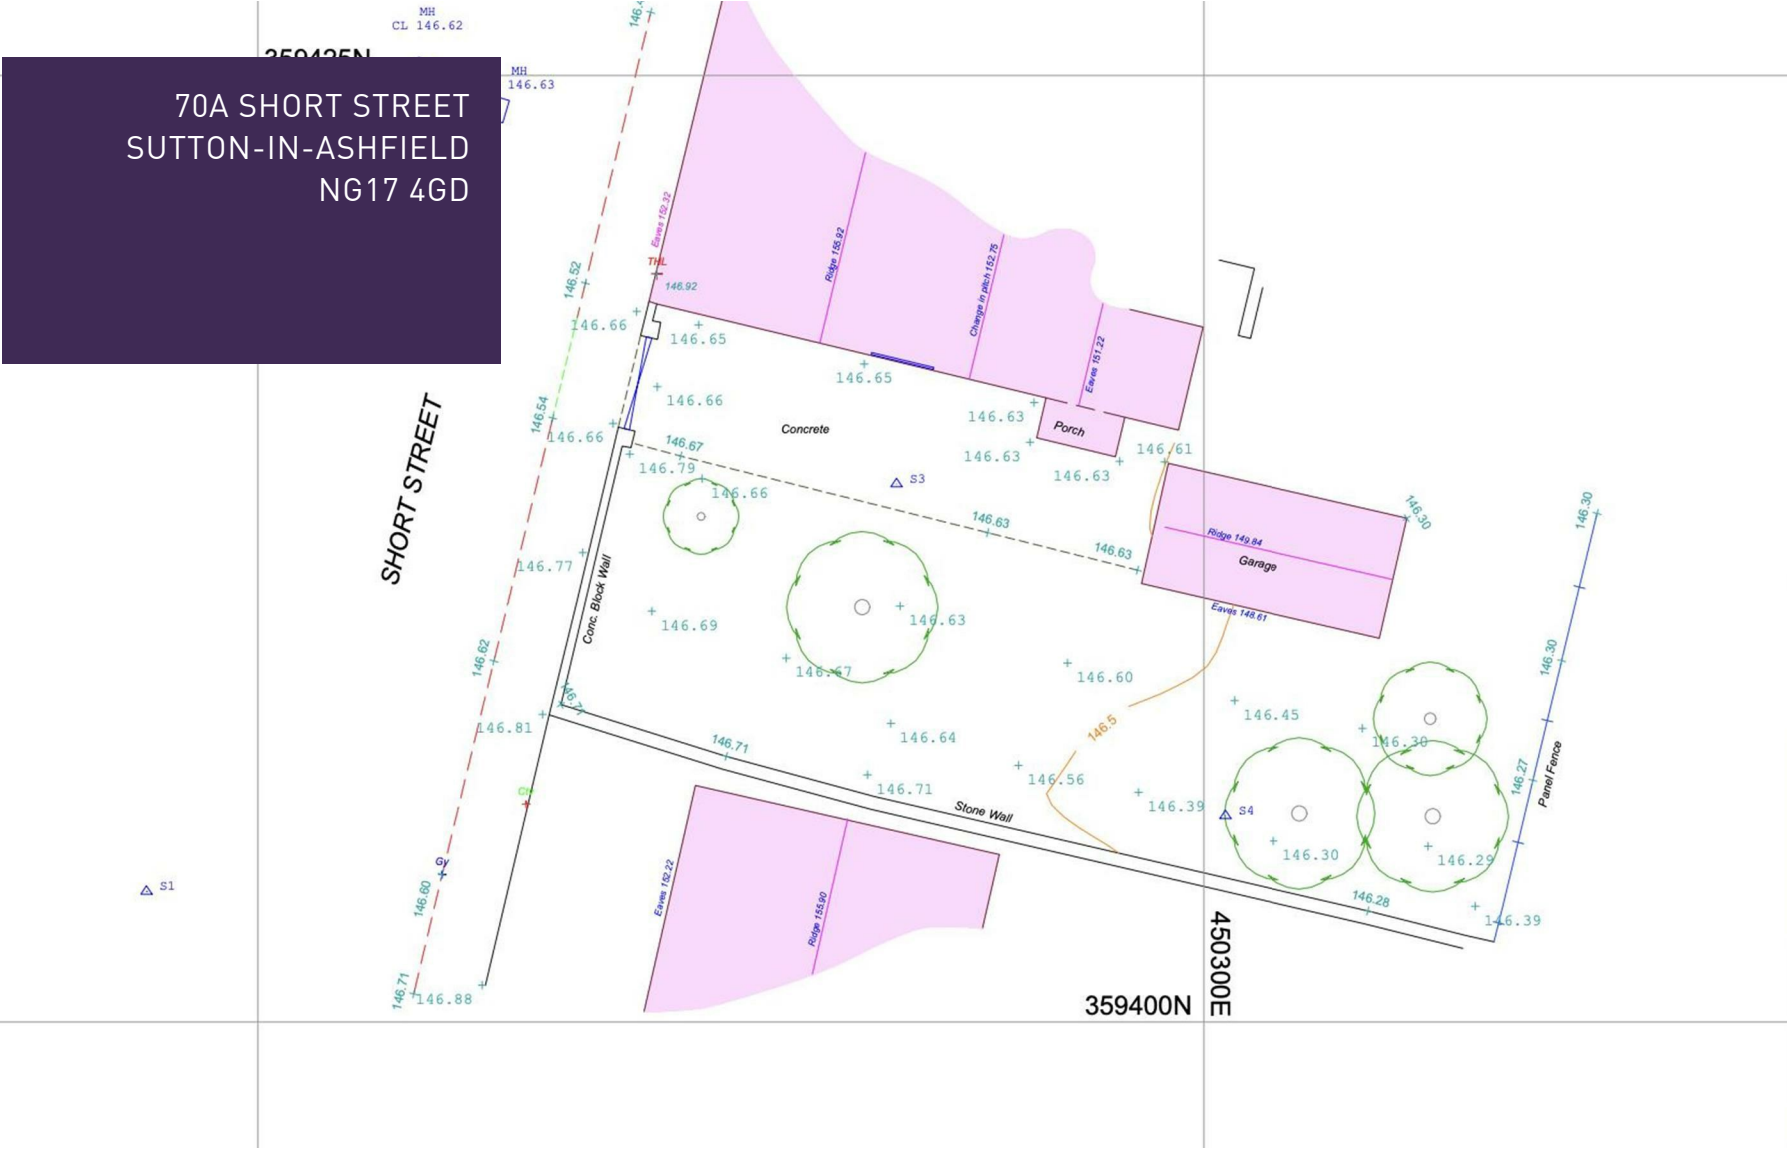 MH
CL 146.62
MH
146.63
70A SHORT STREET
SUTTON-IN-ASHFIELD
NG17 4GD
Eaves 152.32
THL
146.92
Ridge 155.92
Change in pitch 152.75
Eaves 151.22
146.52
146.66
146.65
146.65
146.66
146.54
146.66
146.67
146.79
146.66
Concrete
146.63
146.63
Porch
146.63
146.61
S3
146.63
146.63
146.30
146.30
Ridge 149.84
Garage
Eaves 148.61
SHORT STREET
Conc. Block Wall
146.77
146.69
146.63
146.67
146.60
146.62
146.71
146.81
146.71
146.64
146.71
146.56
146.5
146.45
146.30
146.30
146.27
Panel Fence
146.39
S4
146.30
146.29
146.28
146.39
Stone Wall
Gy
146.60
S1
146.71
146.88
Eaves 152.22
Ridge 155.90
359400N
450300E